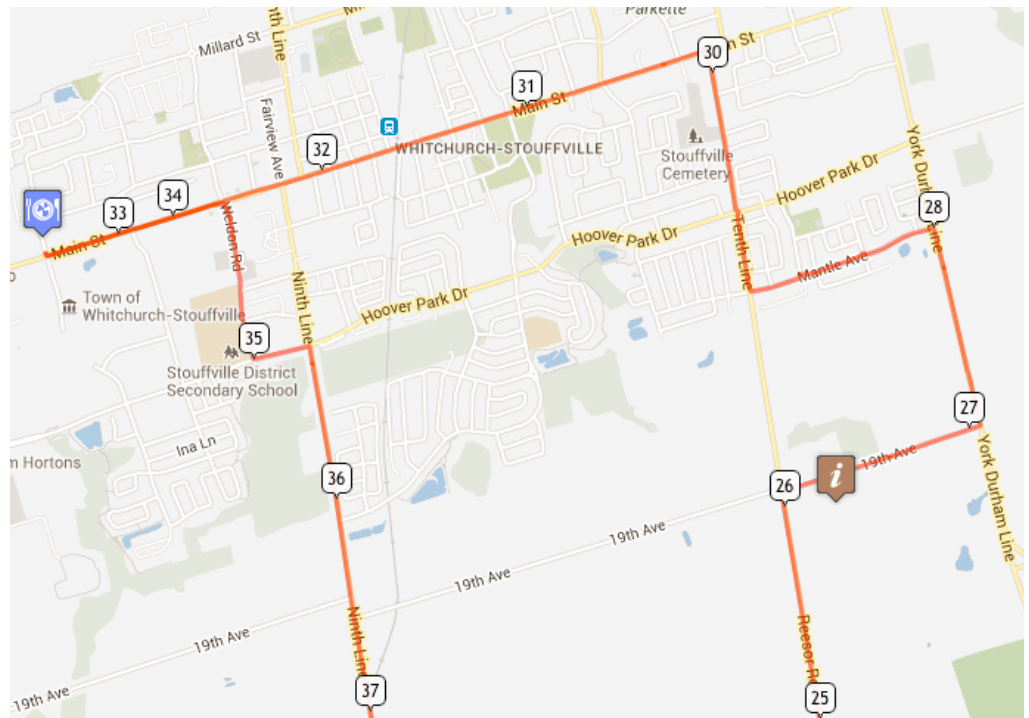 Parkette
Millard St
nth Line
Mi
n St
30
31
Main St
Fairview Ave
32
WHITCHURCH-STOUFFVILLE
Stouffville
Cemetery
York Durham Line
Hoover Park Dr
34
33
Main St
Weldon Rd
28
Hoover Park Dr
Tenth Line
Mantle Ave
Ninth Line
Town of
Whitchurch-Stouffville
Hoover Park Dr
35
Stouffville District
Secondary School
27
Ina Ln
m Hortons
36
i
26
19th Ave
York Durham Line
19th Ave
19th Ave
19th Ave
Ninth Line
Reesor R
37
25
19th Ave